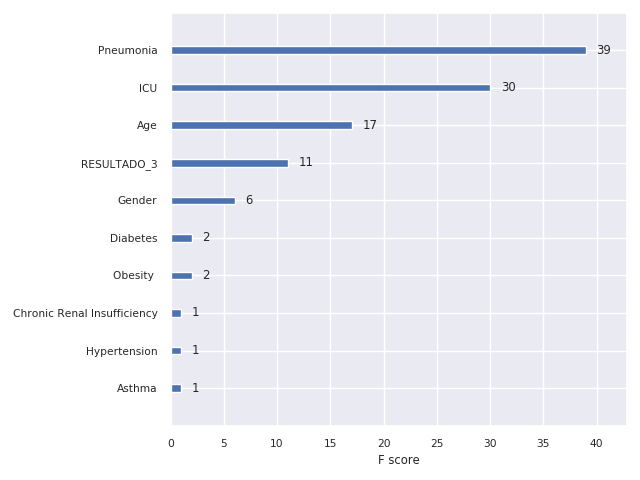 Pneumonia 39
ICU 30
Age 17
RESULTADO_3 11
Gender 6
Diabetes 2
Obesity 2
Chronic Renal Insufficiency 1
Hypertension 1
Asthma 1
0 5 10 15 20 25 30 35 40
F score